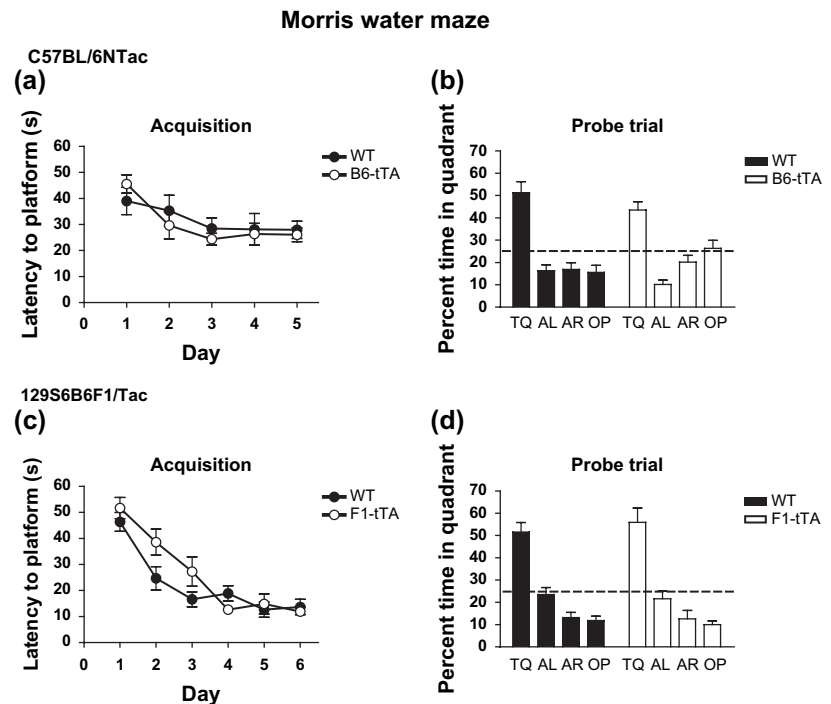 Morris water maze
C57BL/6NTac
(a)
Acquisition
Latency to platform (s)
60
50
40
30
20
10
0
0 1 2 3 4 5
Day
WT
B6-tTA
(b)
Probe trial
Percent time in quadrant
70
60
50
40
30
20
10
TQ AL AR OP TQ AL AR OP
WT
B6-tTA
129S6B6F1/Tac
(c)
Acquisition
Latency to platform (s)
60
50
40
30
20
10
0
0 1 2 3 4 5 6
Day
WT
F1-tTA
(d)
Probe trial
Percent time in quadrant
70
60
50
40
30
20
10
TQ AL AR OP TQ AL AR OP
WT
F1-tTA